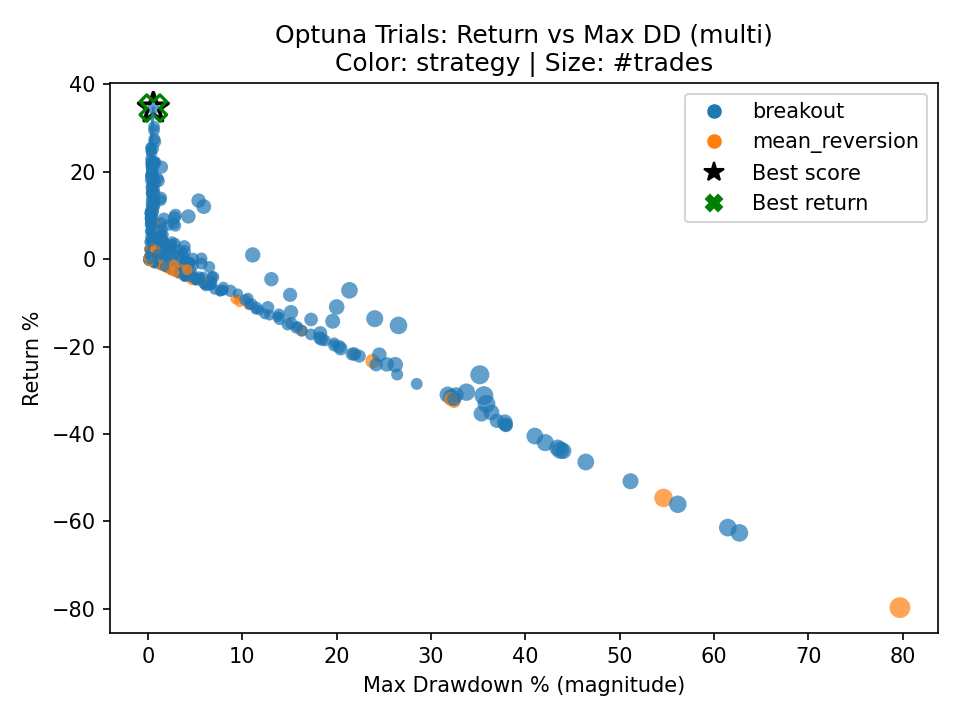 Optuna Trials: Return vs Max DD (multi)
Color: strategy | Size: #trades
breakout
mean_reversion
Best score
Best return
Return %
40
20
0
−20
−40
−60
−80
0 10 20 30 40 50 60 70 80
Max Drawdown % (magnitude)